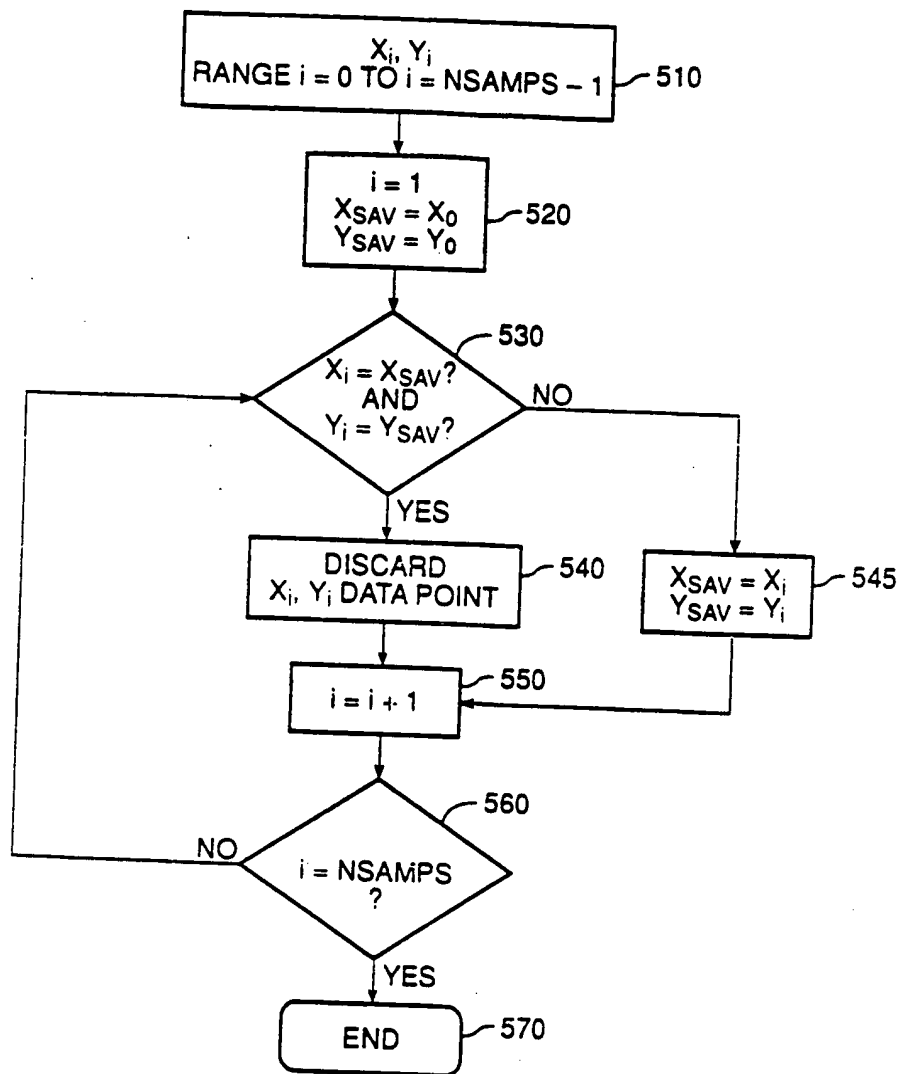 Xi, Yi
RANGE i = 0 TO i = NSAMPS – 1
510
i = 1
XSAV = X0
YSAV = Y0
520
530
Xi = XSAV?
AND
Yi = YSAV?
NO
YES
DISCARD
Xi, Yi DATA POINT
540
XSAV = Xi
YSAV = Yi
545
550
i = i + 1
560
NO
i = NSAMPS
?
YES
END
570